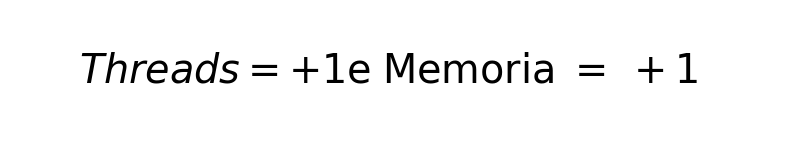 Threads = +1e Memoria = +1